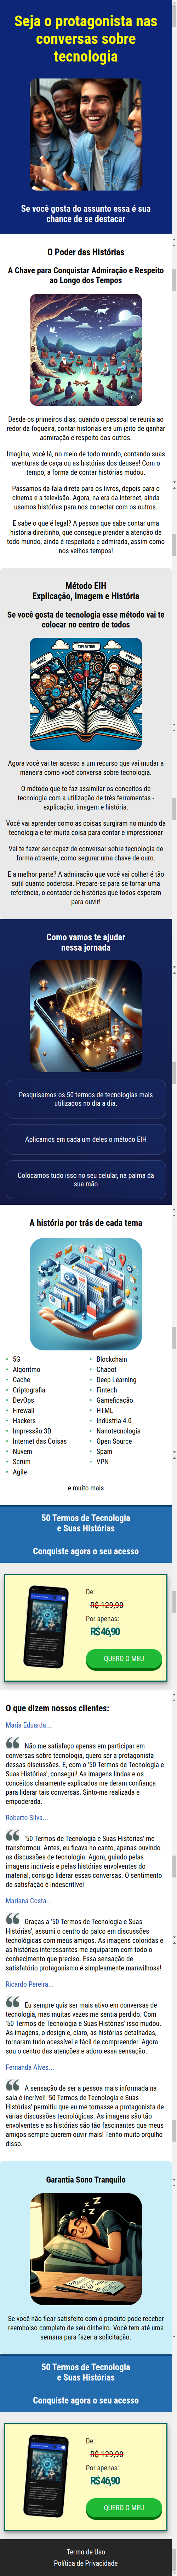 Seja o protagonista nas
conversas sobre
tecnologia
Se você gosta do assunto essa é sua
chance de se destacar
O Poder das Histórias
A Chave para Conquistar Admiração e Respeito
ao Longo dos Tempos
Desde os primeiros dias, quando o pessoal se reunia ao
redor da fogueira, contar histórias era um jeito de ganhar
admiração e respeito dos outros.
Imagina, você lá, no meio de todo mundo, contando suas
aventuras de caça ou as histórias dos deuses! Com o
tempo, a forma de contar histórias mudou.
Passamos da fala direta para os livros, depois para o
cinema e a televisão. Agora, na era da internet, ainda
usamos histórias para nos conectar com os outros.
E sabe o que é legal? A pessoa que sabe contar uma
história direitinho, que consegue prender a atenção de
todo mundo, ainda é respeitada e admirada, assim como
nos velhos tempos!
Método EIH
Explicação, Imagem e História
Se você gosta de tecnologia esse método vai te
colocar no centro de todos
EXPLANTION
Agora você vai ter acesso a um recurso que vai mudar a
maneira como você conversa sobre tecnologia.
O método que te faz assimilar os conceitos de
tecnologia com a utilização de três ferramentas -
explicação, imagem e história.
Você vai aprender como as coisas surgiram no mundo da
tecnologia e ter muita coisa para contar e impressionar
Vai te fazer ser capaz de conversar sobre tecnologia de
forma atraente, como segurar uma chave de ouro.
E a melhor parte? A admiração que você vai colher é tão
sutil quanto poderosa. Prepare-se para se tornar uma
referência, o contador de histórias que todos esperam
para ouvir!
Como vamos te ajudar
nessa jornada
Pesquisamos os 50 termos de tecnologias mais
utilizados no dia a dia.
Aplicamos em cada um deles o método EIH
Colocamos tudo isso no seu celular, na palma da
sua mão
A história por trás de cada tema
5G
Algoritmo
Cache
Criptografia
DevOps
Firewall
Hackers
Impressão 3D
Internet das Coisas
Nuvem
Scrum
Agile
Blockchain
Chabot
Deep Learning
Fintech
Gameficação
HTML
Indústria 4.0
Nanotecnologia
Open Source
Spam
VPN
e muito mais
50 Termos de Tecnologia
e Suas Histórias
Conquiste agora o seu acesso
De:
R$ 129,90
Por apenas:
R$46,90
QUERO O MEU
O que dizem nossos clientes:
Maria Eduarda...
Não me satisfaço apenas em participar em
conversas sobre tecnologia, quero ser a protagonista
dessas discussões. E, com o '50 Termos de Tecnologia e
Suas Histórias', consegui! As imagens lindas e os
conceitos claramente explicados me deram confiança
para liderar tais conversas. Sinto-me realizada e
empoderada.
Roberto Silva...
'50 Termos de Tecnologia e Suas Histórias' me
transformou. Antes, eu ficava no canto, apenas ouvindo
as discussões de tecnologia. Agora, guiado pelas
imagens incríveis e pelas histórias envolventes do
material, consigo liderar essas conversas. O sentimento
de satisfação é indescritível
Mariana Costa...
Graças a '50 Termos de Tecnologia e Suas
Histórias', assumi o centro do palco em discussões
tecnológicas com meus amigos. As imagens coloridas e
as histórias interessantes me equiparam com todo o
conhecimento que preciso. Essa sensação de
satisfatório protagonismo é simplesmente maravilhosa!
Ricardo Pereira...
Eu sempre quis ser mais ativo em conversas de
tecnologia, mas muitas vezes me sentia perdido. Com
'50 Termos de Tecnologia e Suas Histórias' isso mudou.
As imagens, o design e, claro, as histórias detalhadas,
tornaram tudo acessível e fácil de compreender. Agora
sou o centro das atenções e adoro essa sensação.
Fernanda Alves...
A sensação de ser a pessoa mais informada na
sala é incrível! '50 Termos de Tecnologia e Suas
Histórias' permitiu que eu me tornasse a protagonista de
várias discussões tecnológicas. As imagens são tão
envolventes e as histórias são tão fascinantes que meus
amigos sempre querem ouvir mais! Tenho muito orgulho
disso.
Garantia Sono Tranquilo
Se você não ficar satisfeito com o produto pode receber
reembolso completo de seu dinheiro. Você tem até uma
semana para fazer a solicitação.
50 Termos de Tecnologia
e Suas Histórias
Conquiste agora o seu acesso
De:
R$ 129,90
Por apenas:
R$46,90
QUERO O MEU
Termo de Uso
Política de Privacidade